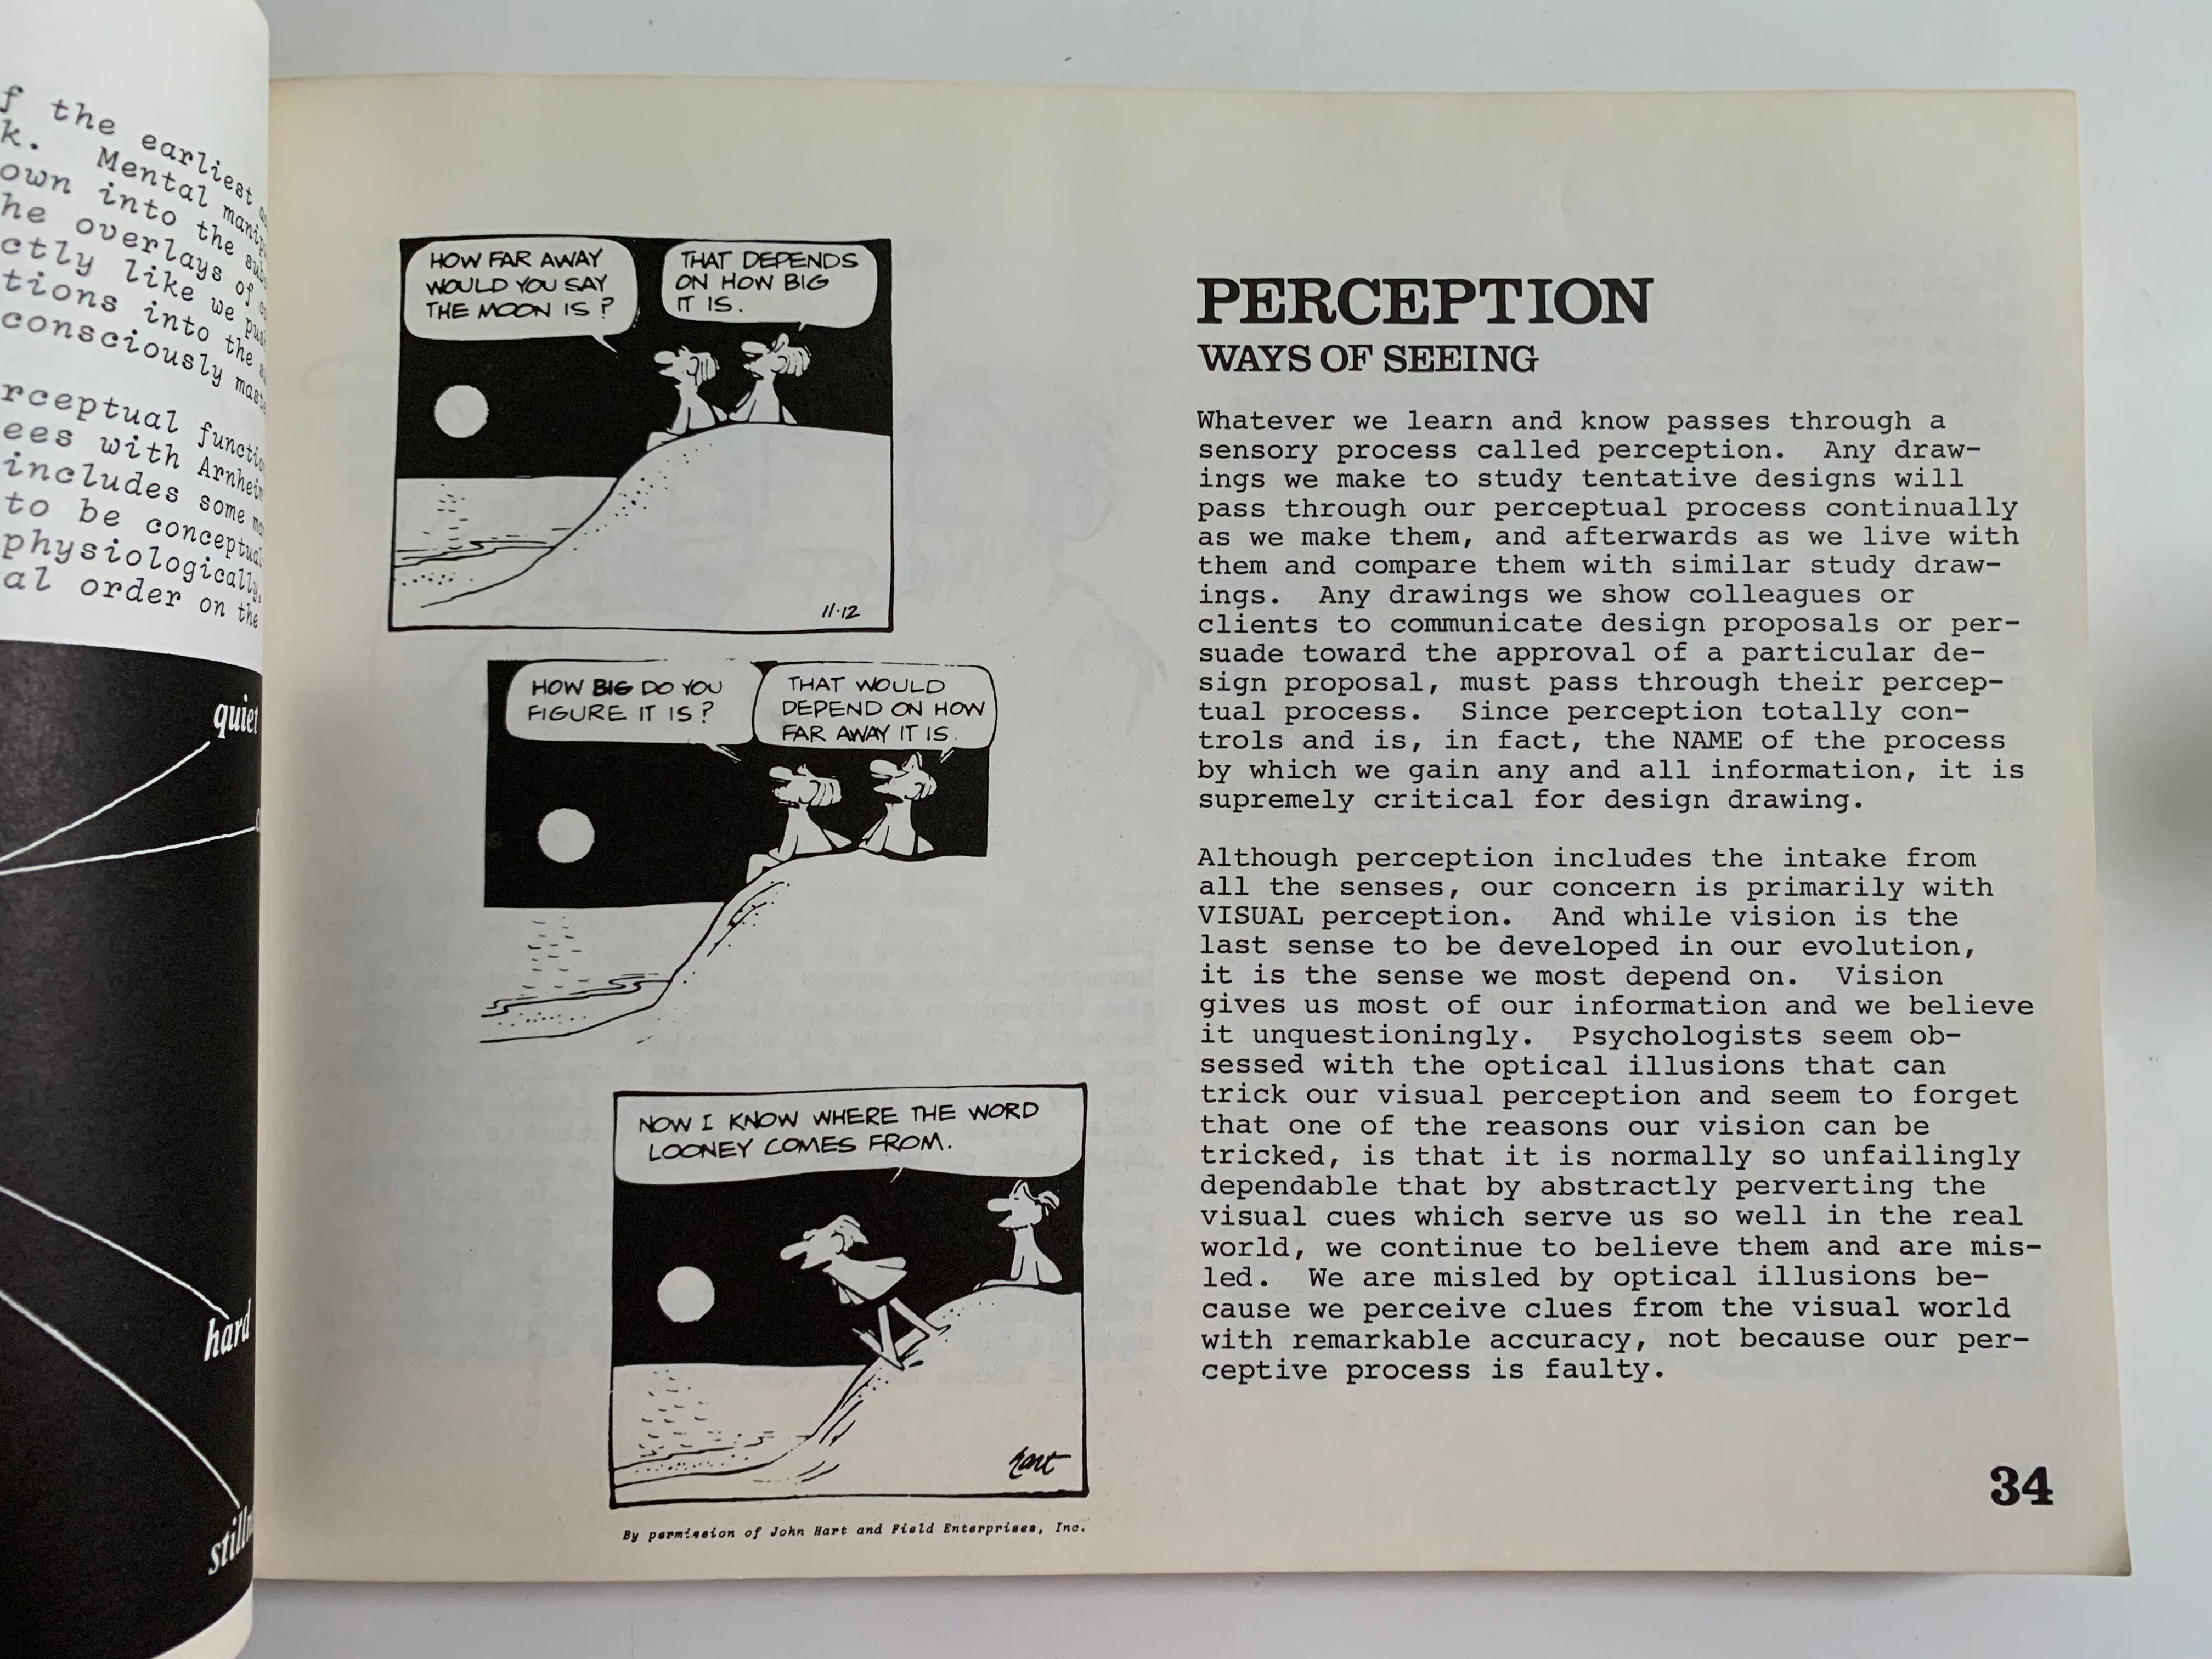 f the earliest
k. Mental
own into the
he overlays of
ctly like we
tions into the
consciously
rceptual
ees with Arnheim
includes some
to be conceptual
physiologically,
al order on the
quiet
hard
HOW FAR AWAY
WOULD YOU SAY
THE MOON IS?
THAT DEPENDS
ON HOW BIG
IT IS.
11·12
HOW BIG DO YOU
FIGURE IT IS?
THAT WOULD
DEPEND ON HOW
FAR AWAY IT IS.
NOW I KNOW WHERE THE WORD
LOONEY COMES FROM.
hart
By permission of John Hart and Field Enterprises, Inc.
PERCEPTION
WAYS OF SEEING
Whatever we learn and know passes through a
sensory process called perception. Any draw-
ings we make to study tentative designs will
pass through our perceptual process continually
as we make them, and afterwards as we live with
them and compare them with similar study draw-
ings. Any drawings we show colleagues or
clients to communicate design proposals or per-
suade toward the approval of a particular de-
sign proposal, must pass through their percep-
tual process. Since perception totally con-
trols and is, in fact, the NAME of the process
by which we gain any and all information, it is
supremely critical for design drawing.
Although perception includes the intake from
all the senses, our concern is primarily with
VISUAL perception. And while vision is the
last sense to be developed in our evolution,
it is the sense we most depend on. Vision
gives us most of our information and we believe
it unquestioningly. Psychologists seem ob-
sessed with the optical illusions that can
trick our visual perception and seem to forget
that one of the reasons our vision can be
tricked, is that it is normally so unfailingly
dependable that by abstractly perverting the
visual cues which serve us so well in the real
world, we continue to believe them and are mis-
led. We are misled by optical illusions be-
cause we perceive clues from the visual world
with remarkable accuracy, not because our per-
ceptive process is faulty.
34